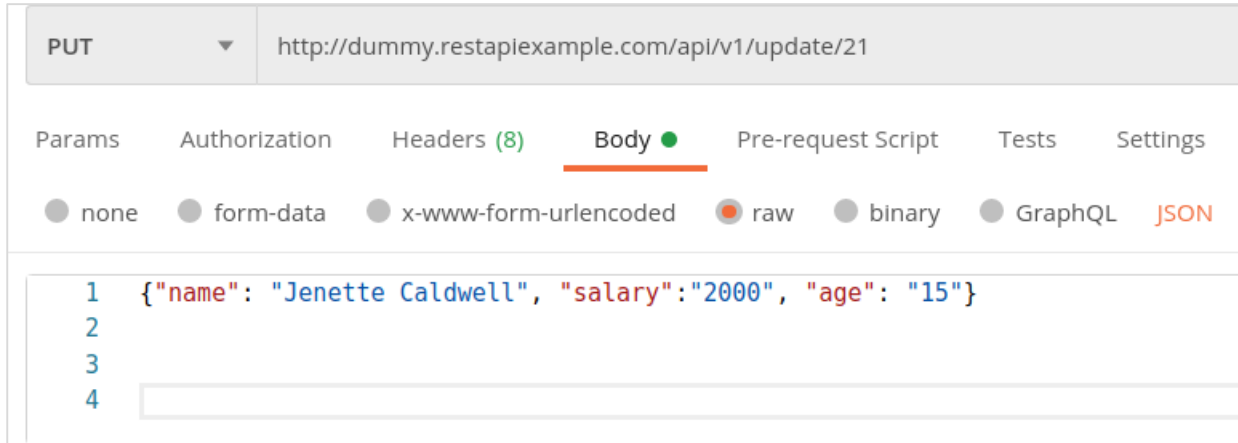 PUT http://dummy.restapiexample.com/api/v1/update/21
Params Authorization Headers (8) Body Pre-request Script Tests Settings
none form-data x-www-form-urlencoded raw binary GraphQL JSON
1 {"name": "Jenette Caldwell", "salary":"2000", "age": "15"}
2
3
4